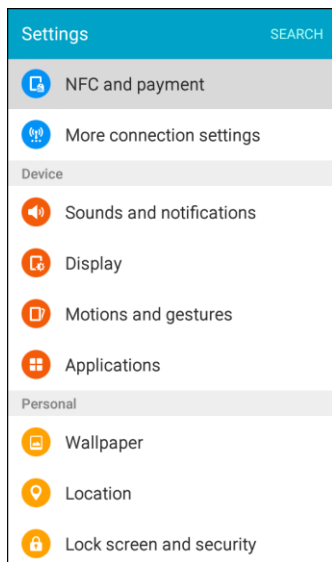 Settings SEARCH
NFC and payment
More connection settings
Device
Sounds and notifications
Display
Motions and gestures
Applications
Personal
Wallpaper
Location
Lock screen and security